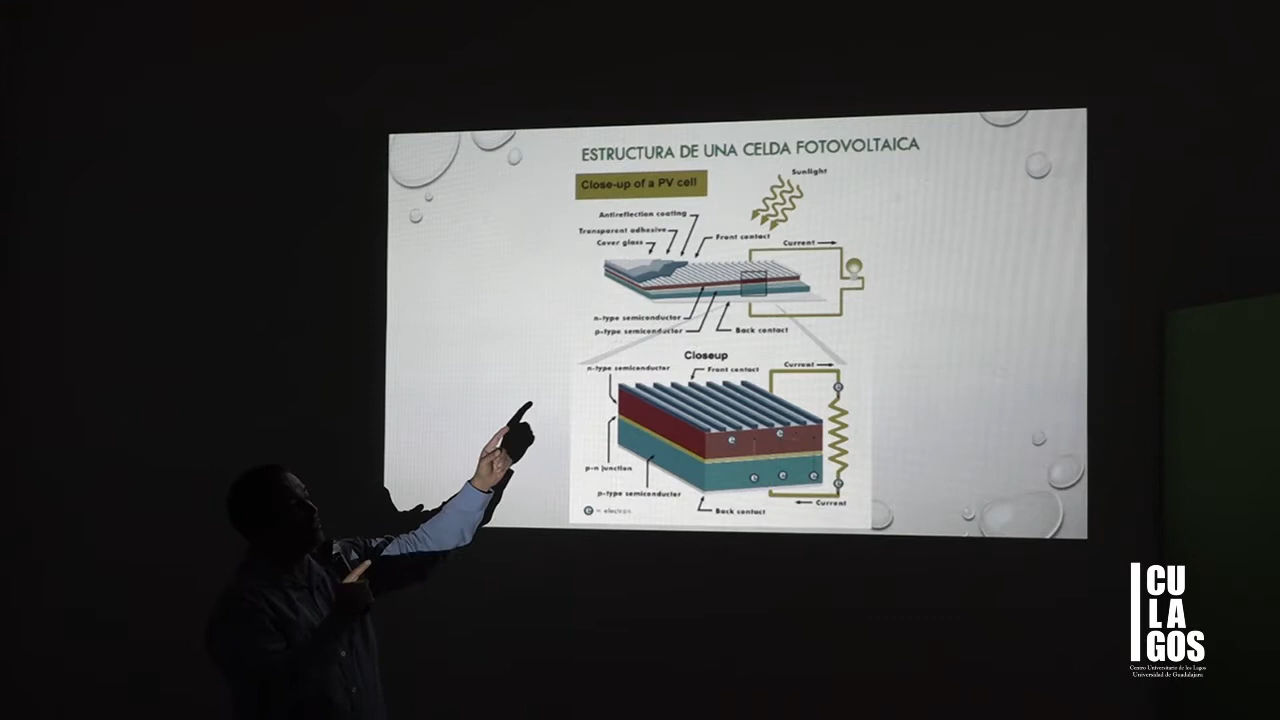 ESTRUCTURA DE UNA CELDA FOTOVOLTAICA
Close-up of a PV cell
Sunlight
Antireflection coating
Transparent adhesive
Cover glass
Front contact
Current
n-type semiconductor
p-type semiconductor
Back contact
Closeup
n-type semiconductor
Front contact
Current
e
e
e
e
e
e
e
p-n junction
p-type semiconductor
Back contact
Current
e = electron
CU
LA
GOS
Centro Universitario de los Lagos
Universidad de Guadalajara